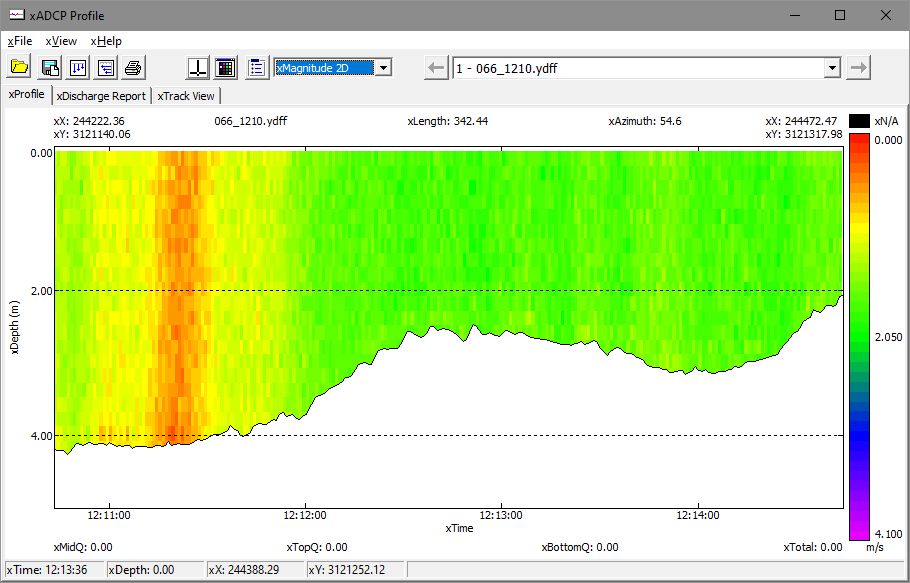 xADCP Profile
xFile xView xHelp
xMagnitude 2D
1 - 066_1210.ydff
xProfile xDischarge Report xTrack View
xX: 244222.36 066_1210.ydff xLength: 342.44 xAzimuth: 54.6 xX: 244472.47 xN/A
xY: 3121140.06 xY: 3121317.98
0.000
0.00
2.00
2.050
xDepth (m)
4.00
12:11:00 12:12:00 12:13:00 12:14:00
xTime
4.100
xMidQ: 0.00 xTopQ: 0.00 xBottomQ: 0.00 xTotal: 0.00 m/s
xTime: 12:13:36 xDepth: 0.00 xX: 244388.29 xY: 3121252.12